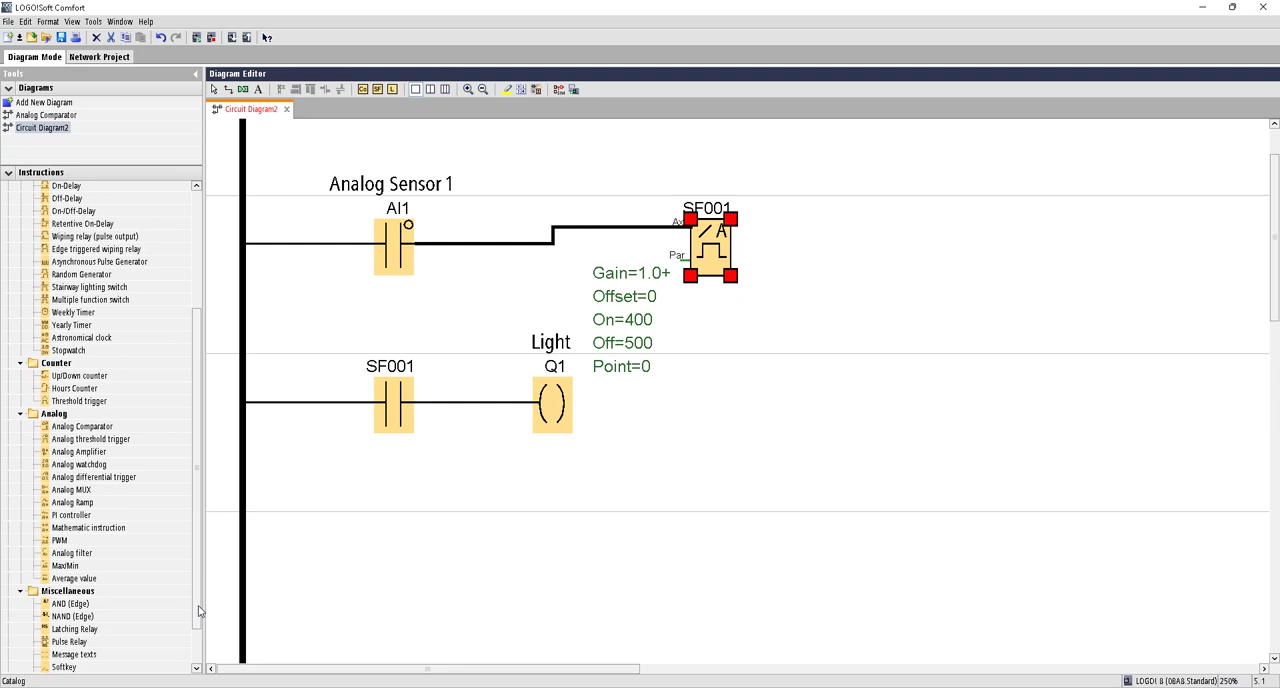 LOGO!Soft Comfort
File Edit Format View Tools Window Help
Diagram Mode Network Project
Tools
Diagrams
Add New Diagram
Analog Comparator
Circuit Diagram2
Instructions
On-Delay
Off-Delay
On-/Off-Delay
Retentive On-Delay
Wiping relay (pulse output)
Edge triggered wiping relay
Asynchronous Pulse Generator
Random Generator
Stairway lighting switch
Multiple function switch
Weekly Timer
Yearly Timer
Astronomical clock
Stopwatch
Counter
Up/Down counter
Hours Counter
Threshold trigger
Analog
Analog Comparator
Analog threshold trigger
Analog Amplifier
Analog watchdog
Analog differential trigger
Analog MUX
Analog Ramp
PI controller
Mathematic instruction
PWM
Analog filter
Max/Min
Average value
Miscellaneous
AND (Edge)
NAND (Edge)
Latching Relay
Pulse Relay
Message texts
Softkey
Catalog
Diagram Editor
Circuit Diagram2
Analog Sensor 1
AI1
SF001
Ax
A
Par
Gain=1.0+
Offset=0
On=400
Off=500
Point=0
Light
SF001
Q1
LOGO! 8 (0BA8.Standard) 250% 5. 1